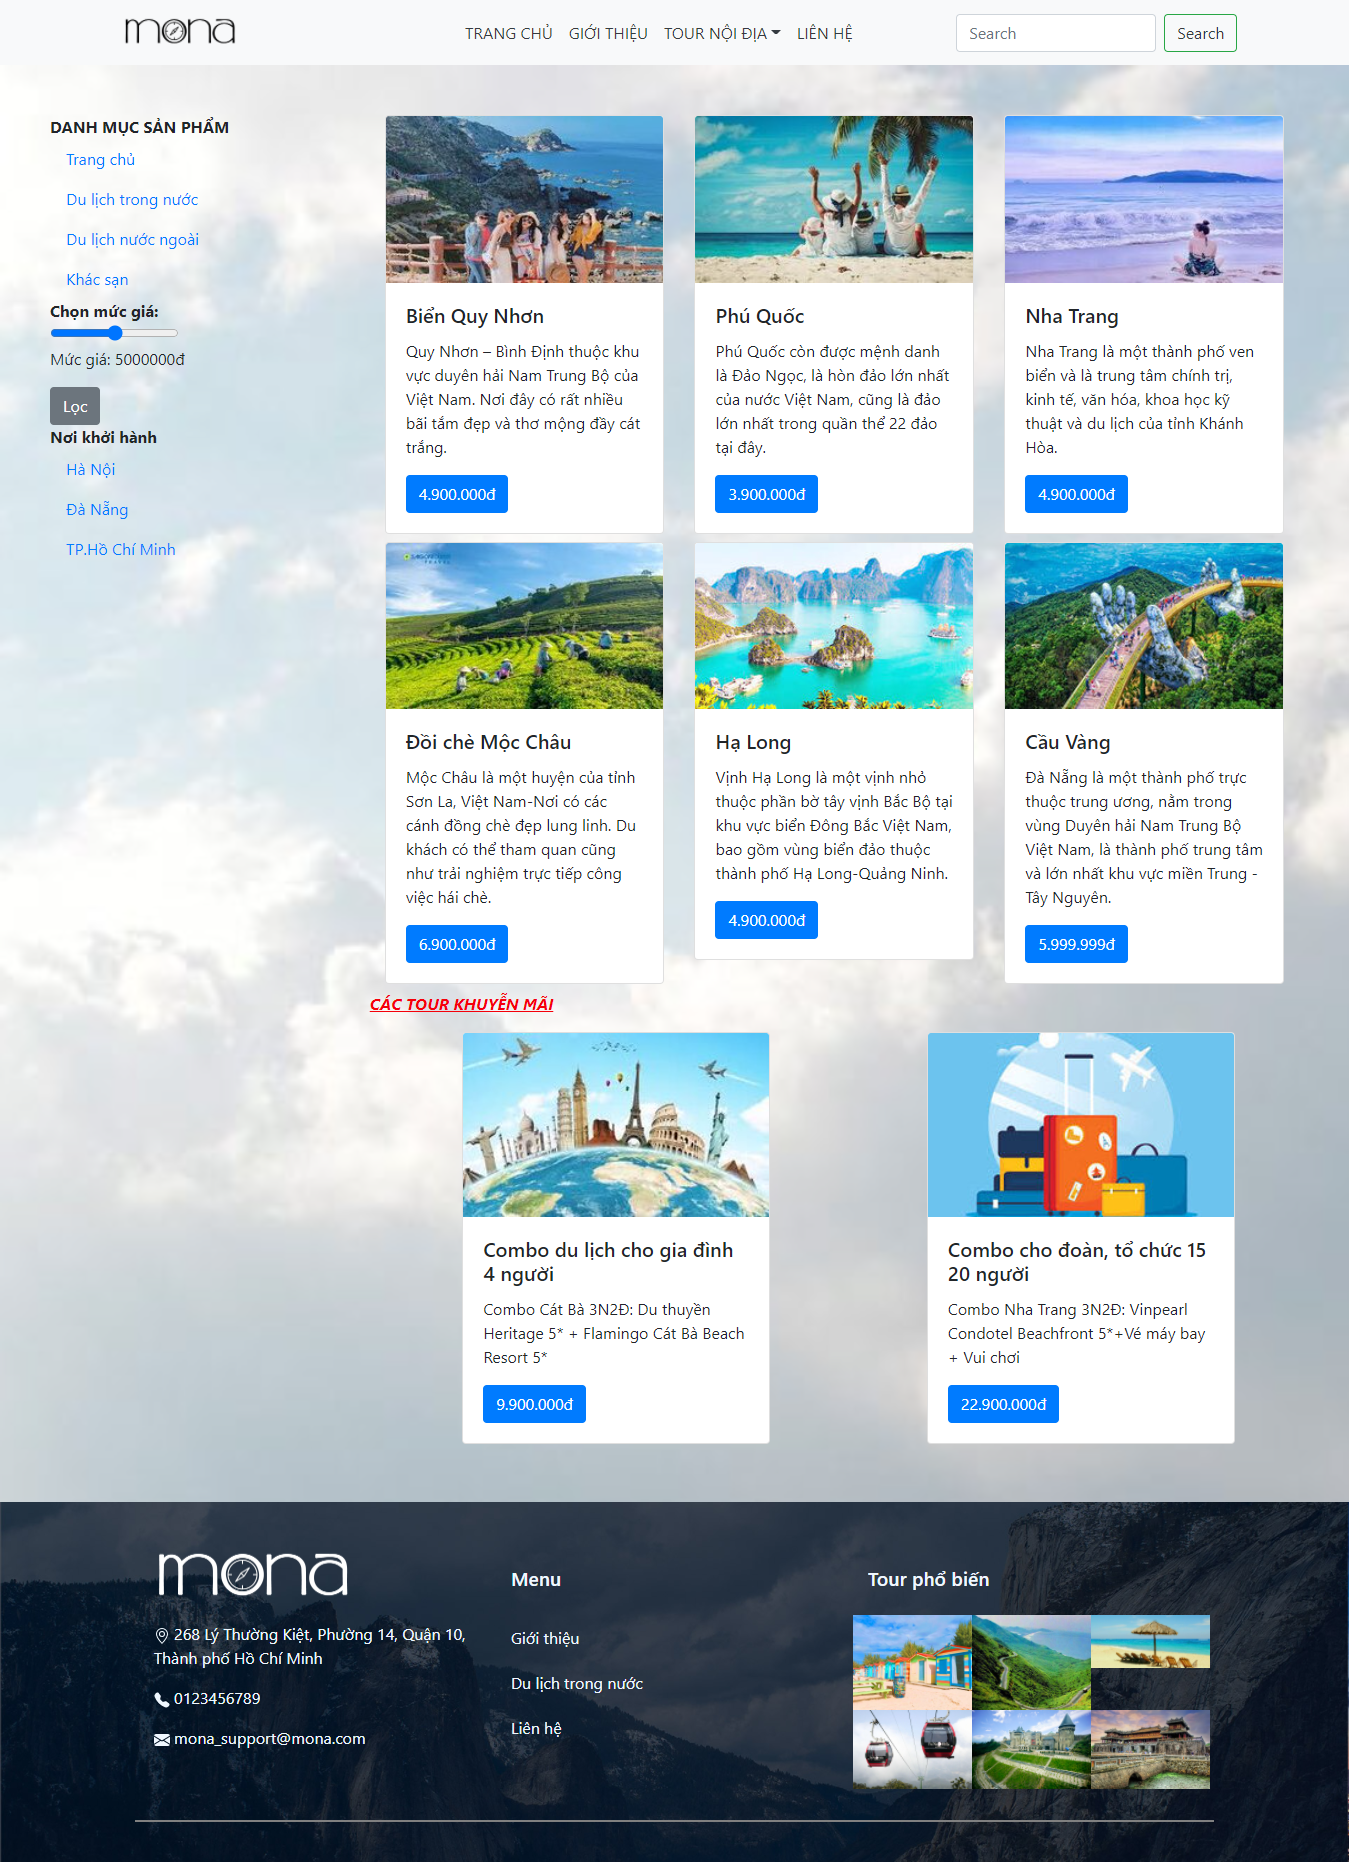 mona
TRANG CHỦ GIỚI THIỆU TOUR NỘI ĐỊA LIÊN HỆ
Search Search
DANH MỤC SẢN PHẨM
Trang chủ
Du lịch trong nước
Du lịch nước ngoài
Khác sạn
Chọn mức giá:
Mức giá: 5000000đ
Lọc
Nơi khởi hành
Hà Nội
Đà Nẵng
TP.Hồ Chí Minh
Biển Quy Nhơn
Quy Nhơn – Bình Định thuộc khu
vực duyên hải Nam Trung Bộ của
Việt Nam. Nơi đây có rất nhiều
bãi tắm đẹp và thơ mộng đầy cát
trắng.
4.900.000đ
Phú Quốc
Phú Quốc còn được mệnh danh
là Đảo Ngọc, là hòn đảo lớn nhất
của nước Việt Nam, cũng là đảo
lớn nhất trong quần thể 22 đảo
tại đây.
3.900.000đ
Nha Trang
Nha Trang là một thành phố ven
biển và là trung tâm chính trị,
kinh tế, văn hóa, khoa học kỹ
thuật và du lịch của tỉnh Khánh
Hòa.
4.900.000đ
Đồi chè Mộc Châu
Mộc Châu là một huyện của tỉnh
Sơn La, Việt Nam-Nơi có các
cánh đồng chè đẹp lung linh. Du
khách có thể tham quan cũng
như trải nghiệm trực tiếp công
việc hái chè.
6.900.000đ
Hạ Long
Vịnh Hạ Long là một vịnh nhỏ
thuộc phần bờ tây vịnh Bắc Bộ tại
khu vực biển Đông Bắc Việt Nam,
bao gồm vùng biển đảo thuộc
thành phố Hạ Long-Quảng Ninh.
4.900.000đ
Cầu Vàng
Đà Nẵng là một thành phố trực
thuộc trung ương, nằm trong
vùng Duyên hải Nam Trung Bộ
Việt Nam, là thành phố trung tâm
và lớn nhất khu vực miền Trung -
Tây Nguyên.
5.999.999đ
CÁC TOUR KHUYẾN MÃI
Combo du lịch cho gia đình
4 người
Combo Cát Bà 3N2Đ: Du thuyền
Heritage 5* + Flamingo Cát Bà Beach
Resort 5*
9.900.000đ
Combo cho đoàn, tổ chức 15
20 người
Combo Nha Trang 3N2Đ: Vinpearl
Condotel Beachfront 5*+Vé máy bay
+ Vui chơi
22.900.000đ
mona
268 Lý Thường Kiệt, Phường 14, Quận 10,
Thành phố Hồ Chí Minh
0123456789
mona_support@mona.com
Menu
Giới thiệu
Du lịch trong nước
Liên hệ
Tour phổ biến